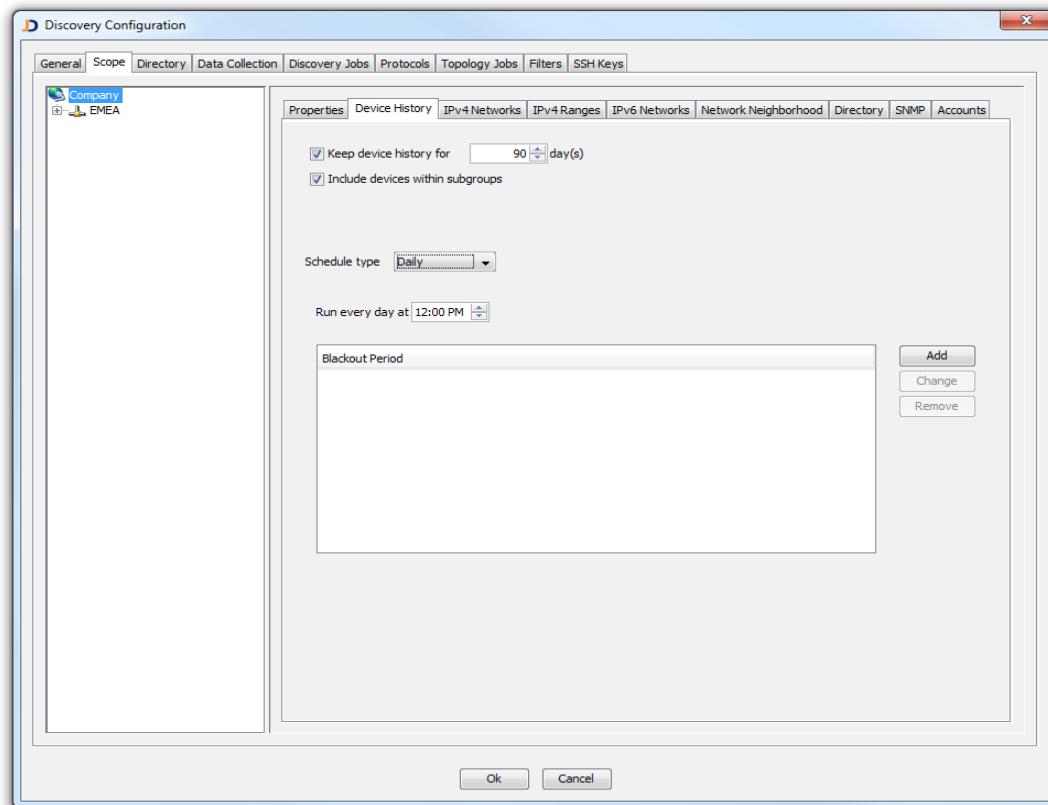 Discovery Configuration
General Scope Directory Data Collection Discovery Jobs Protocols Topology Jobs Filters SSH Keys
Company
EMEA
Properties Device History IPv4 Networks IPv4 Ranges IPv6 Networks Network Neighborhood Directory SNMP Accounts
Keep device history for 90 day(s)
Include devices within subgroups
Schedule type Daily
Run every day at 12:00 PM
Blackout Period
Add
Change
Remove
Ok Cancel